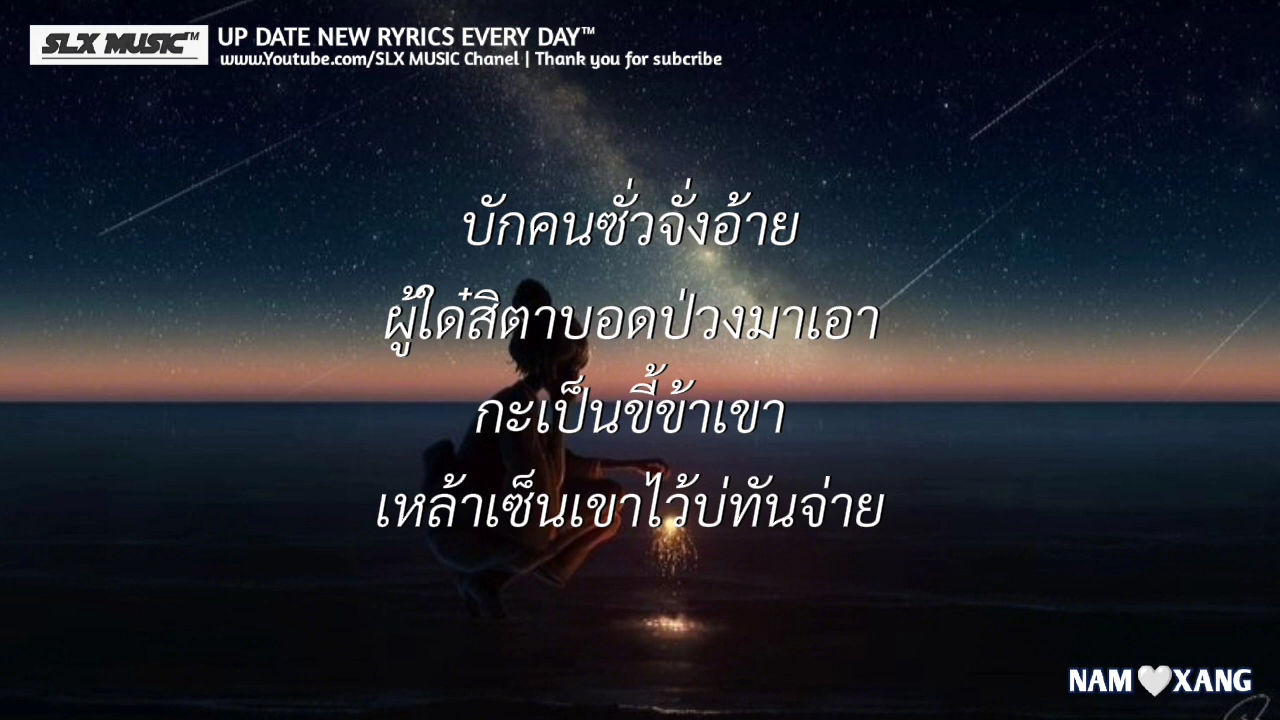 SLX MUSIC™
UP DATE NEW RYRICS EVERY DAY™
www.Youtube.com/SLX MUSIC Chanel | Thank you for subcribe
บักคนซั่วจั่งอ้าย
ผู้ใด๋สิตาบอดป่วงมาเอา
กะเป็นขี้ข้าเขา
เหล้าเซ็นเขาไว้บ่ทันจ่าย
NAM🤍XANG